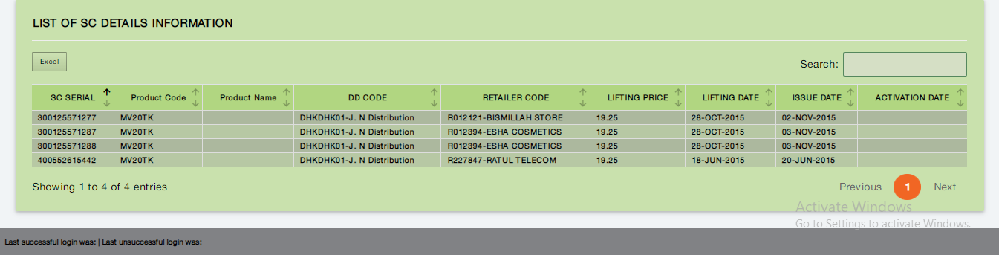 LIST OF SC DETAILS INFORMATION
Excel
Search:
SC SERIAL Product Code Product Name DD CODE RETAILER CODE LIFTING PRICE LIFTING DATE ISSUE DATE ACTIVATION DATE
300125571277 MV20TK DHKDHK01-J. N Distribution R012121-BISMILLAH STORE 19.25 28-OCT-2015 02-NOV-2015
300125571287 MV20TK DHKDHK01-J. N Distribution R012394-ESHA COSMETICS 19.25 28-OCT-2015 03-NOV-2015
300125571288 MV20TK DHKDHK01-J. N Distribution R012394-ESHA COSMETICS 19.25 28-OCT-2015 03-NOV-2015
400552615442 MV20TK DHKDHK01-J. N Distribution R227847-RATUL TELECOM 19.25 18-JUN-2015 20-JUN-2015
Showing 1 to 4 of 4 entries
Previous 1 Next
Activate Windows
Go to Settings to activate Windows.
Last successful login was: | Last unsuccessful login was: